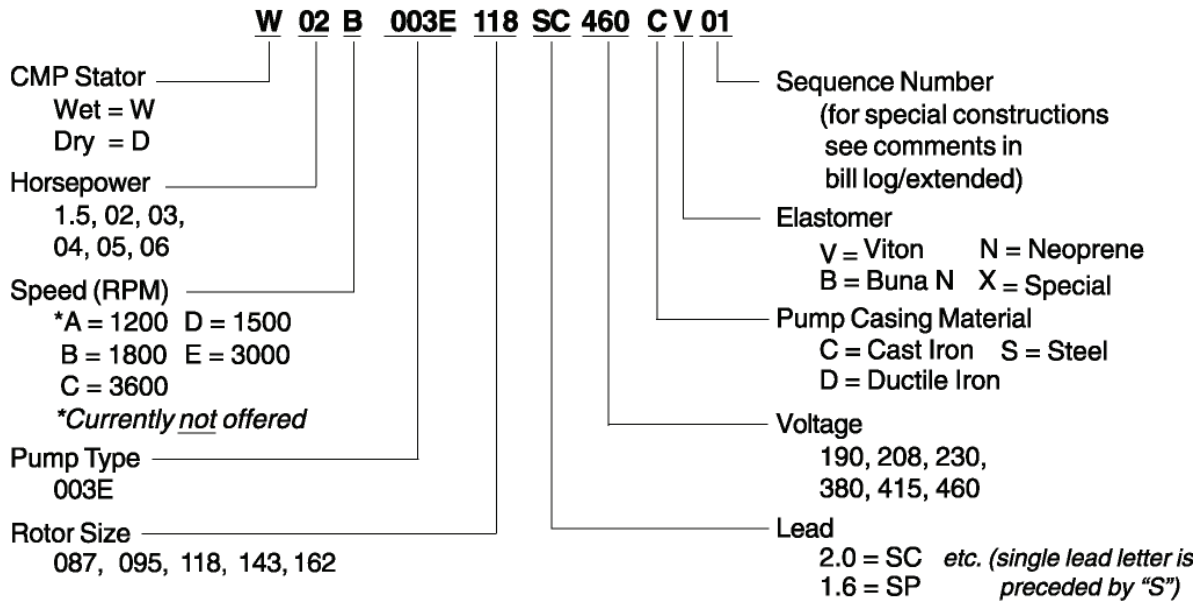 W 02 B 003E 118 SC 460 C V 01
CMP Stator
Wet = W
Dry = D
Horsepower
1.5, 02, 03,
04, 05, 06
Speed (RPM)
*A = 1200 D = 1500
B = 1800 E = 3000
C = 3600
*Currently not offered
Pump Type
003E
Rotor Size
087, 095, 118, 143, 162
Sequence Number
(for special constructions
see comments in
bill log/extended)
Elastomer
V = Viton N = Neoprene
B = Buna N X = Special
Pump Casing Material
C = Cast Iron S = Steel
D = Ductile Iron
Voltage
190, 208, 230,
380, 415, 460
Lead
2.0 = SC etc. (single lead letter is
1.6 = SP preceded by “S”)